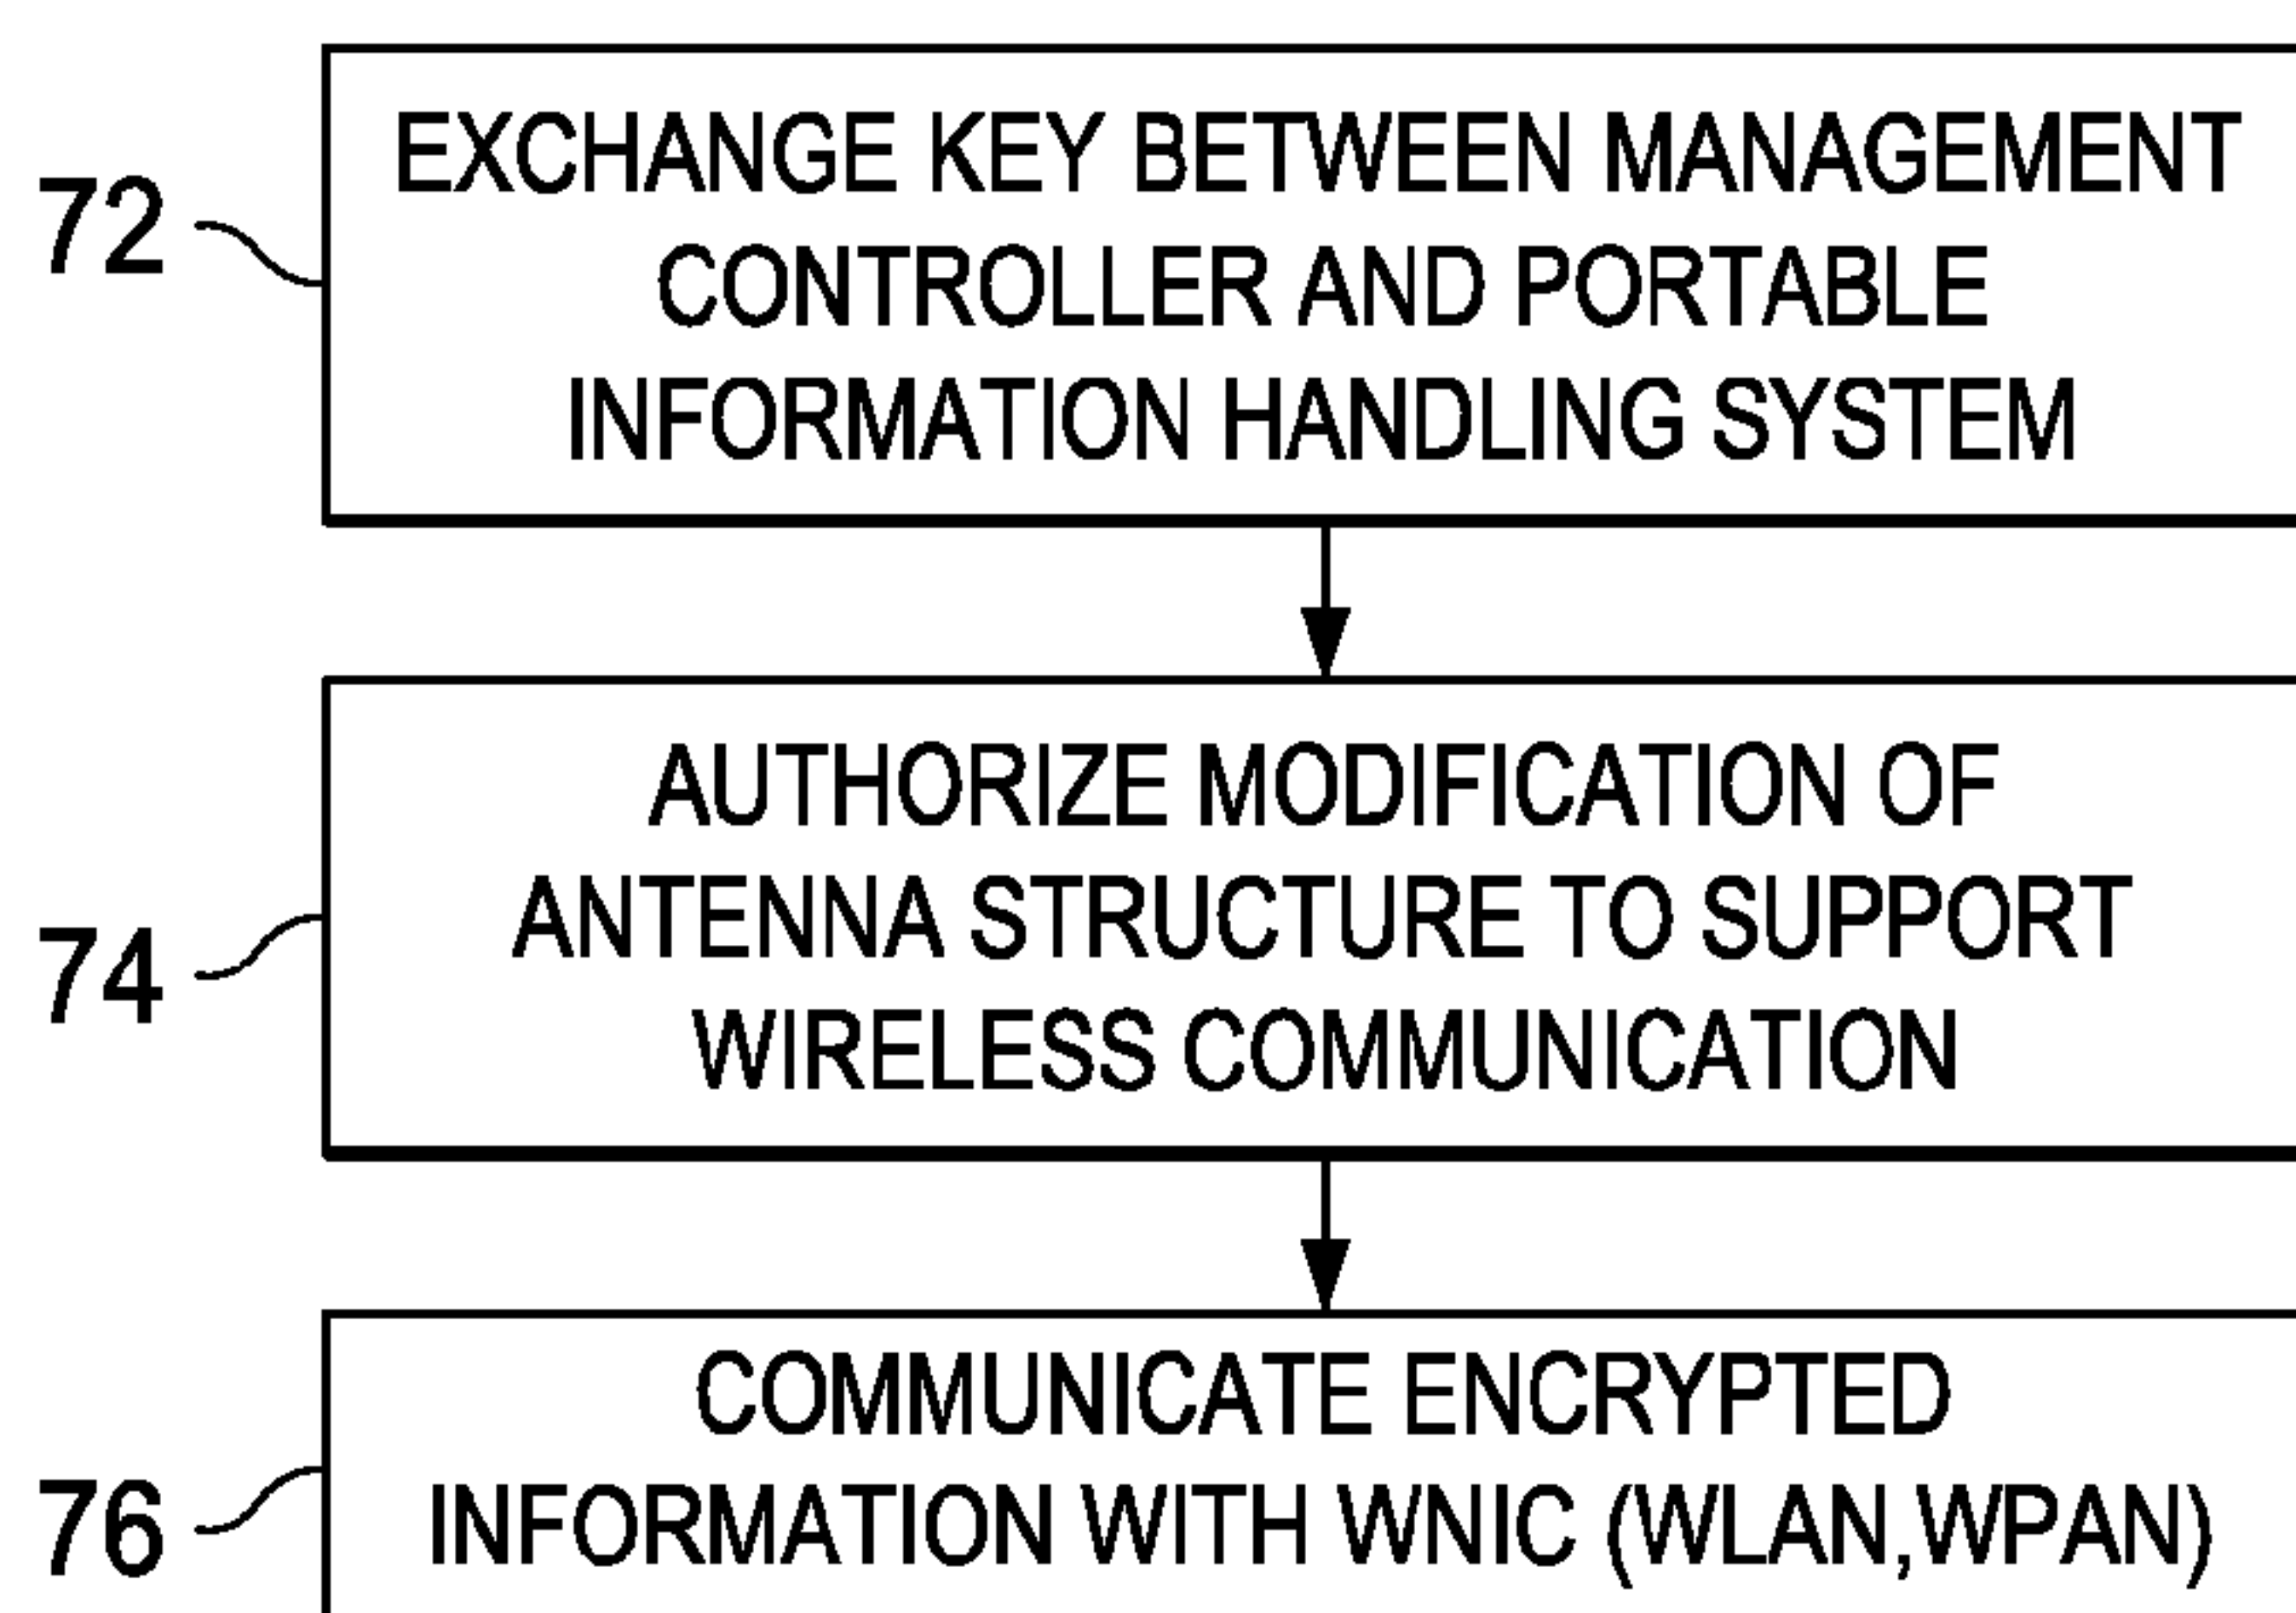 72
EXCHANGE KEY BETWEEN MANAGEMENT
CONTROLLER AND PORTABLE
INFORMATION HANDLING SYSTEM
74
AUTHORIZE MODIFICATION OF
ANTENNA STRUCTURE TO SUPPORT
WIRELESS COMMUNICATION
76
COMMUNICATE ENCRYPTED
INFORMATION WITH WNIC (WLAN,WPAN)